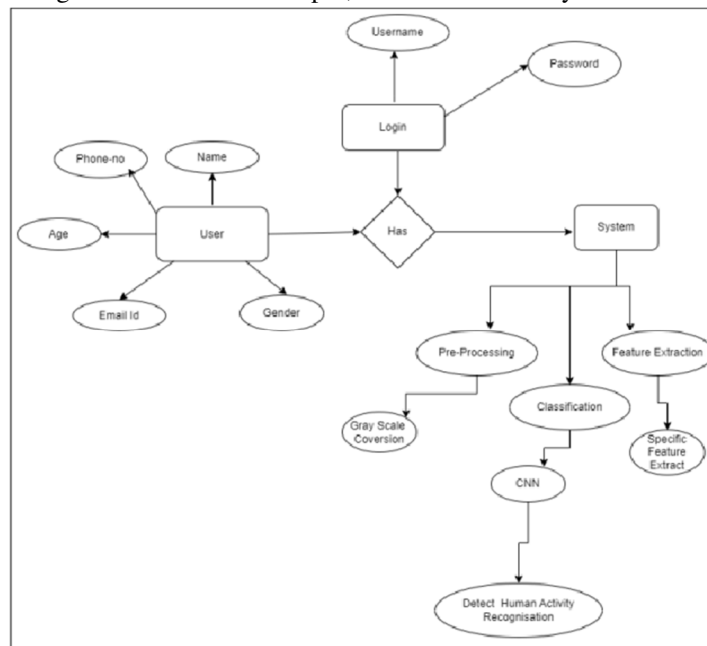 Username
Password
Login
Phone-no
Name
Age
User
Has
System
Email Id
Gender
Pre-Processing
Feature Extraction
Classification
Gray Scale
Coversion
Specific
Feature
Extract
CNN
Detect Human Activity
Recognisation